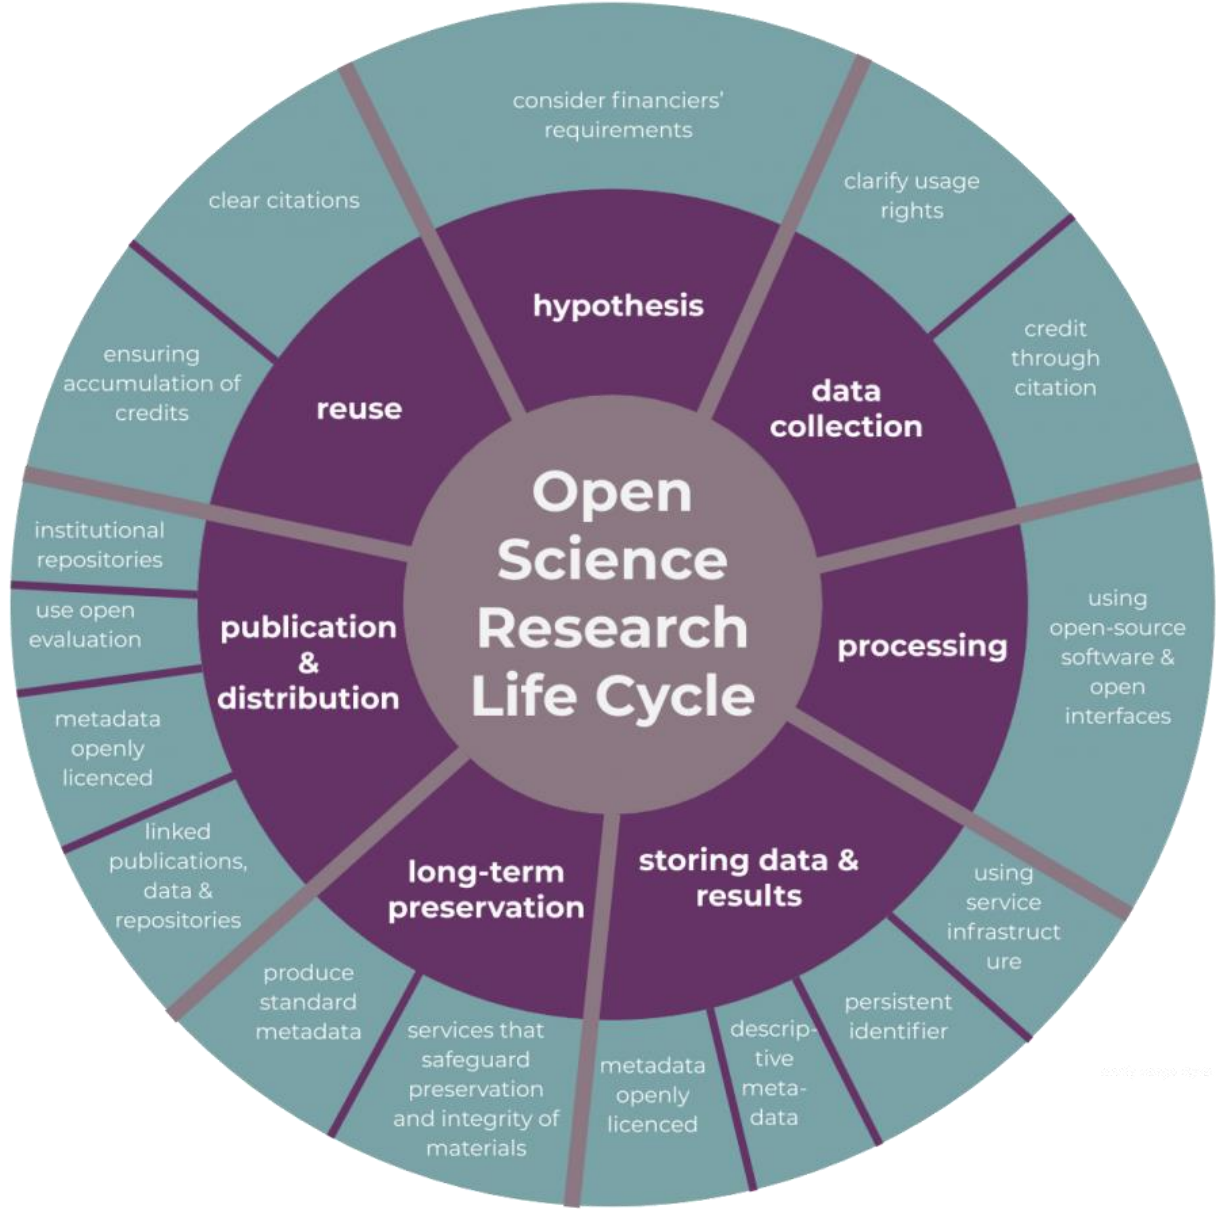 Open
Science
Research
Life Cycle
hypothesis
consider financiers'
requirements
data
collection
clarify usage
rights
credit
through
citation
processing
using
open-source
software &
open
interfaces
storing data &
results
using
service
infrastruct
ure
persistent
identifier
descrip-
tive
meta-
data
metadata
openly
licenced
long-term
preservation
services that
safeguard
preservation
and integrity of
materials
produce
standard
metadata
publication
&
distribution
linked
publications,
data &
repositories
metadata
openly
licenced
use open
evaluation
institutional
repositories
reuse
ensuring
accumulation of
credits
clear citations